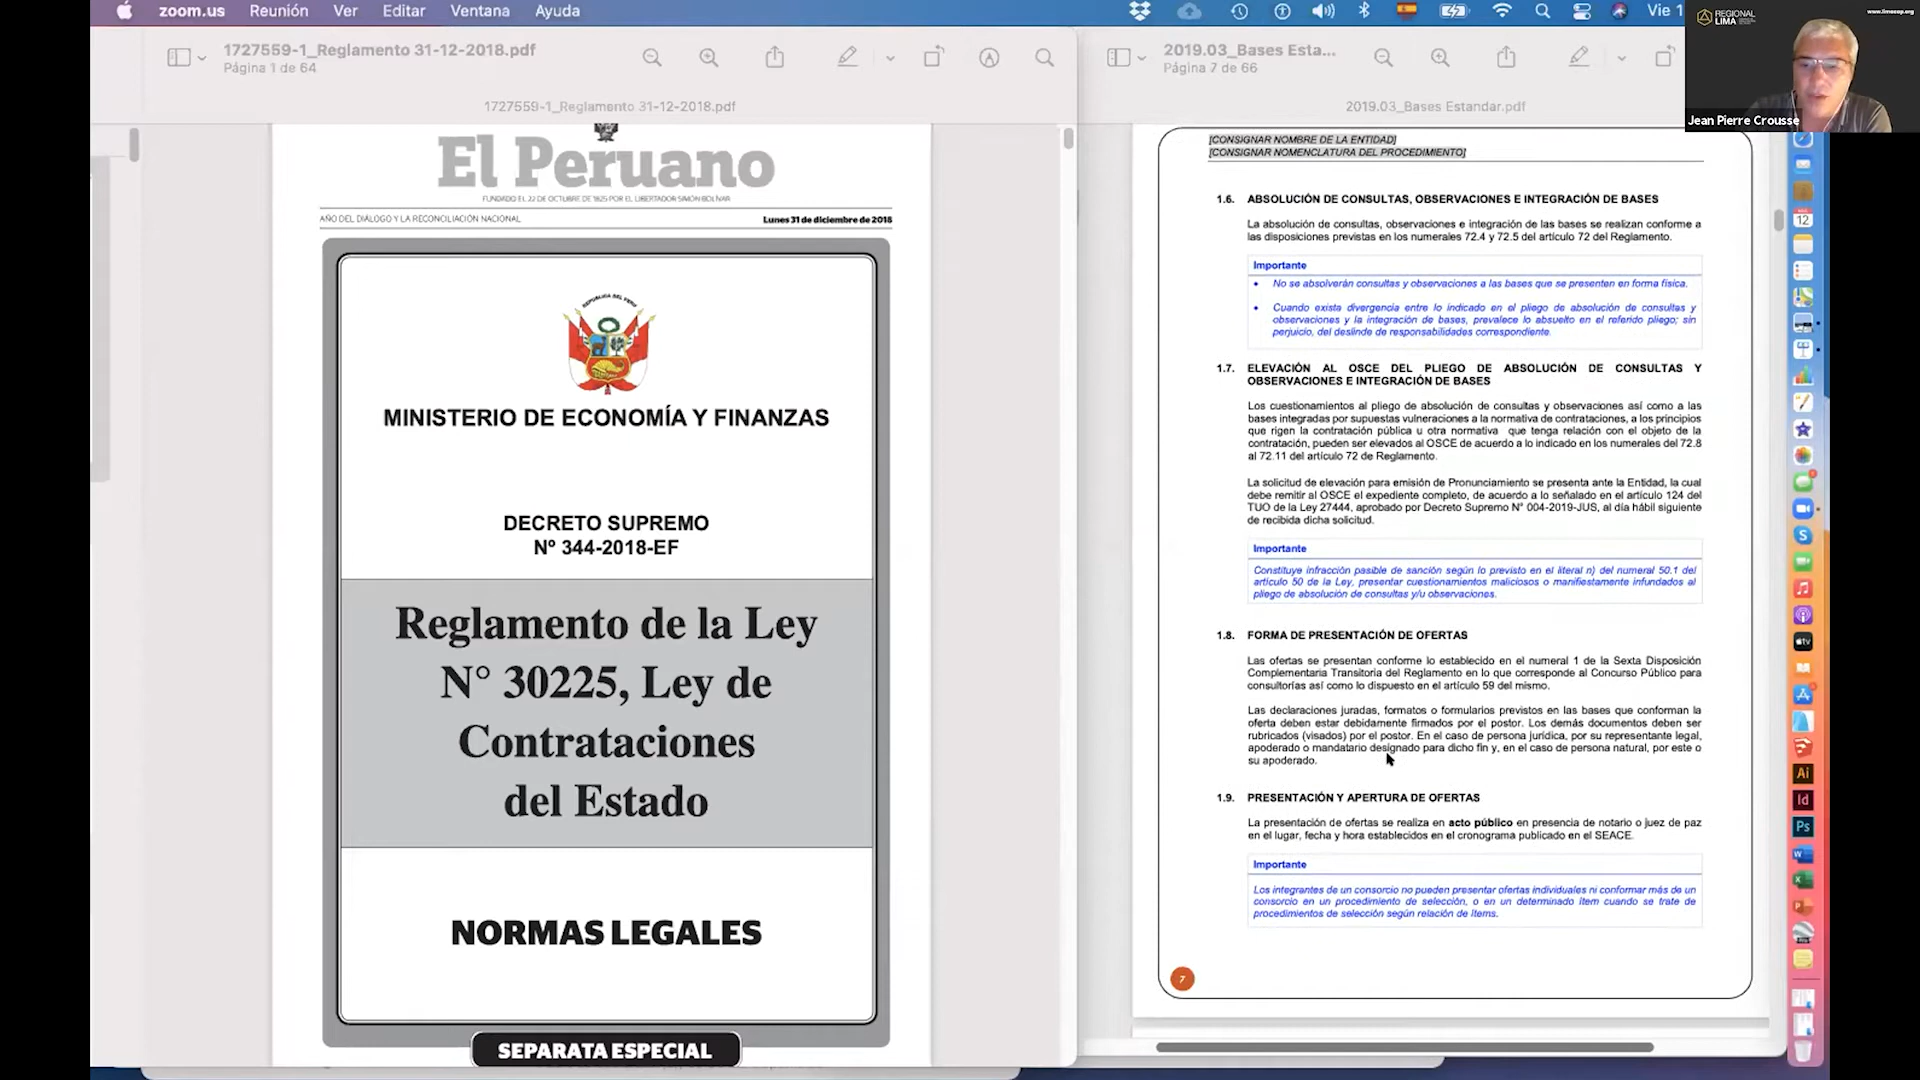 zoom.us Reunión Ver Editar Ventana Ayuda
Vie 1
REGIONAL
LIMA
www.limacap.org
Jean Pierre Crousse
1727559-1_Reglamento 31-12-2018.pdf
Página 1 de 64
1727559-1_Reglamento 31-12-2018.pdf
El Peruano
FUNDADO EL 22 DE OCTUBRE DE 1825 POR EL LIBERTADOR SIMÓN BOLÍVAR
AÑO DEL DIÁLOGO Y LA RECONCILIACIÓN NACIONAL
Lunes 31 de diciembre de 2018
REPUBLICA DEL PERU
MINISTERIO DE ECONOMÍA Y FINANZAS
DECRETO SUPREMO
Nº 344-2018-EF
Reglamento de la Ley
N° 30225, Ley de
Contrataciones
del Estado
NORMAS LEGALES
SEPARATA ESPECIAL
2019.03_Bases Esta...
Página 7 de 66
2019.03_Bases Estandar.pdf
[CONSIGNAR NOMBRE DE LA ENTIDAD]
[CONSIGNAR NOMENCLATURA DEL PROCEDIMIENTO]
1.6. ABSOLUCIÓN DE CONSULTAS, OBSERVACIONES E INTEGRACIÓN DE BASES
La absolución de consultas, observaciones e integración de las bases se realizan conforme a
las disposiciones previstas en los numerales 72.4 y 72.5 del artículo 72 del Reglamento.
Importante
• No se absolverán consultas y observaciones a las bases que se presenten en forma física.
• Cuando exista divergencia entre lo indicado en el pliego de absolución de consultas y
observaciones y la integración de bases, prevalece lo absuelto en el referido pliego; sin
perjuicio, del deslinde de responsabilidades correspondiente.
1.7. ELEVACIÓN AL OSCE DEL PLIEGO DE ABSOLUCIÓN DE CONSULTAS Y
OBSERVACIONES E INTEGRACIÓN DE BASES
Los cuestionamientos al pliego de absolución de consultas y observaciones así como a las
bases integradas por supuestas vulneraciones a la normativa de contrataciones, a los principios
que rigen la contratación pública u otra normativa que tenga relación con el objeto de la
contratación, pueden ser elevados al OSCE de acuerdo a lo indicado en los numerales del 72.8
al 72.11 del artículo 72 de Reglamento.
La solicitud de elevación para emisión de Pronunciamiento se presenta ante la Entidad, la cual
debe remitir al OSCE el expediente completo, de acuerdo a lo señalado en el artículo 124 del
TUO de la Ley 27444, aprobado por Decreto Supremo N° 004-2019-JUS, al día hábil siguiente
de recibida dicha solicitud.
Importante
Constituye infracción pasible de sanción según lo previsto en el literal n) del numeral 50.1 del
artículo 50 de la Ley, presentar cuestionamientos maliciosos o manifiestamente infundados al
pliego de absolución de consultas y/u observaciones.
1.8. FORMA DE PRESENTACIÓN DE OFERTAS
Las ofertas se presentan conforme lo establecido en el numeral 1 de la Sexta Disposición
Complementaria Transitoria del Reglamento en lo que corresponde al Concurso Público para
consultorías así como lo dispuesto en el artículo 59 del mismo.
Las declaraciones juradas, formatos o formularios previstos en las bases que conforman la
oferta deben estar debidamente firmados por el postor. Los demás documentos deben ser
rubricados (visados) por el postor. En el caso de persona jurídica, por su representante legal,
apoderado o mandatario designado para dicho fin y, en el caso de persona natural, por este o
su apoderado.
1.9. PRESENTACIÓN Y APERTURA DE OFERTAS
La presentación de ofertas se realiza en acto público en presencia de notario o juez de paz
en el lugar, fecha y hora establecidos en el cronograma publicado en el SEACE.
Importante
Los integrantes de un consorcio no pueden presentar ofertas individuales ni conformar más de un
consorcio en un procedimiento de selección, o en un determinado ítem cuando se trate de
procedimientos de selección según relación de ítems.
7
12
tv
Ai
Id
Ps